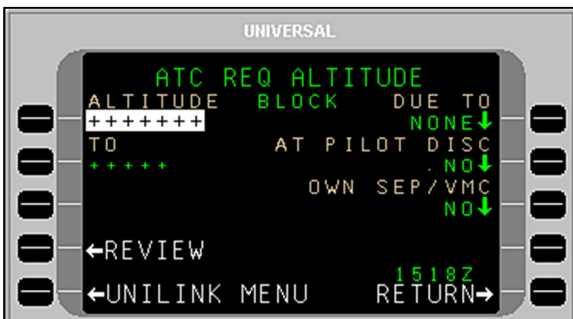 UNIVERSAL
ATC REQ ALTITUDE
ALTITUDE BLOCK DUE TO
+++++++ NONE↓
TO AT PILOT DISC
+++++ .NO↓
OWN SEP/VMC
NO↓
←REVIEW
1518Z
←UNILINK MENU RETURN→